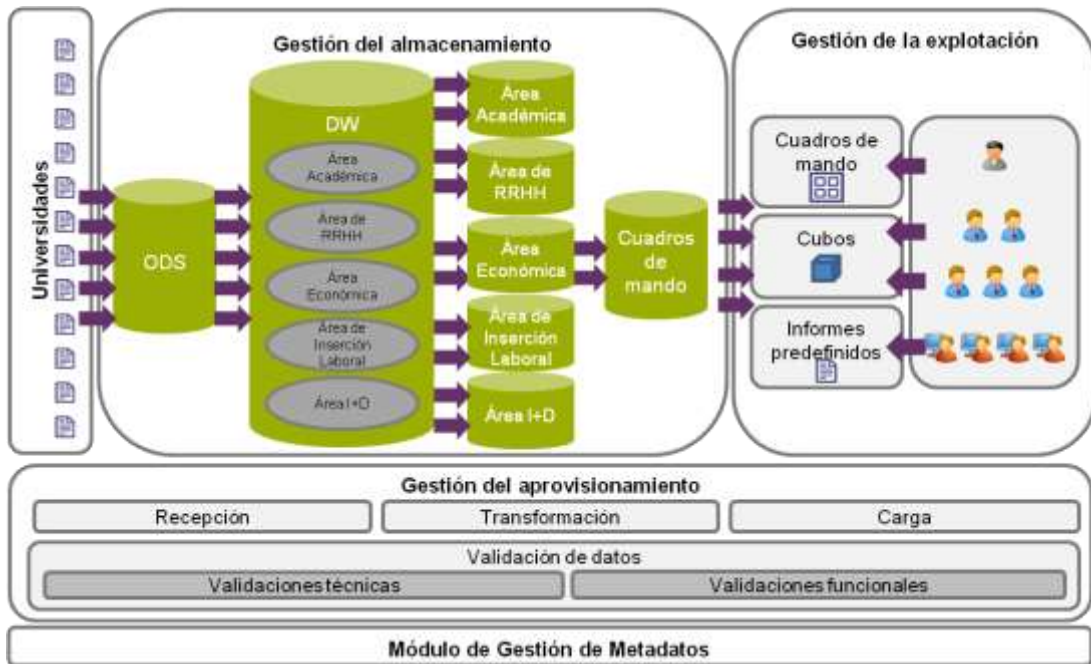 Universidades
Gestión del almacenamiento
ODS
DW
Área
Académica
Área de
RRHH
Área
Económica
Área de
Inserción
Laboral
Área I+D
Área
Académica
Área de
RRHH
Área
Económica
Área de
Inserción
Laboral
Área I+D
Cuadros
de
mando
Gestión de la explotación
Cuadros de
mando
Cubos
Informes
predefinidos
Gestión del aprovisionamiento
Recepción
Transformación
Carga
Validación de datos
Validaciones técnicas
Validaciones funcionales
Módulo de Gestión de Metadatos